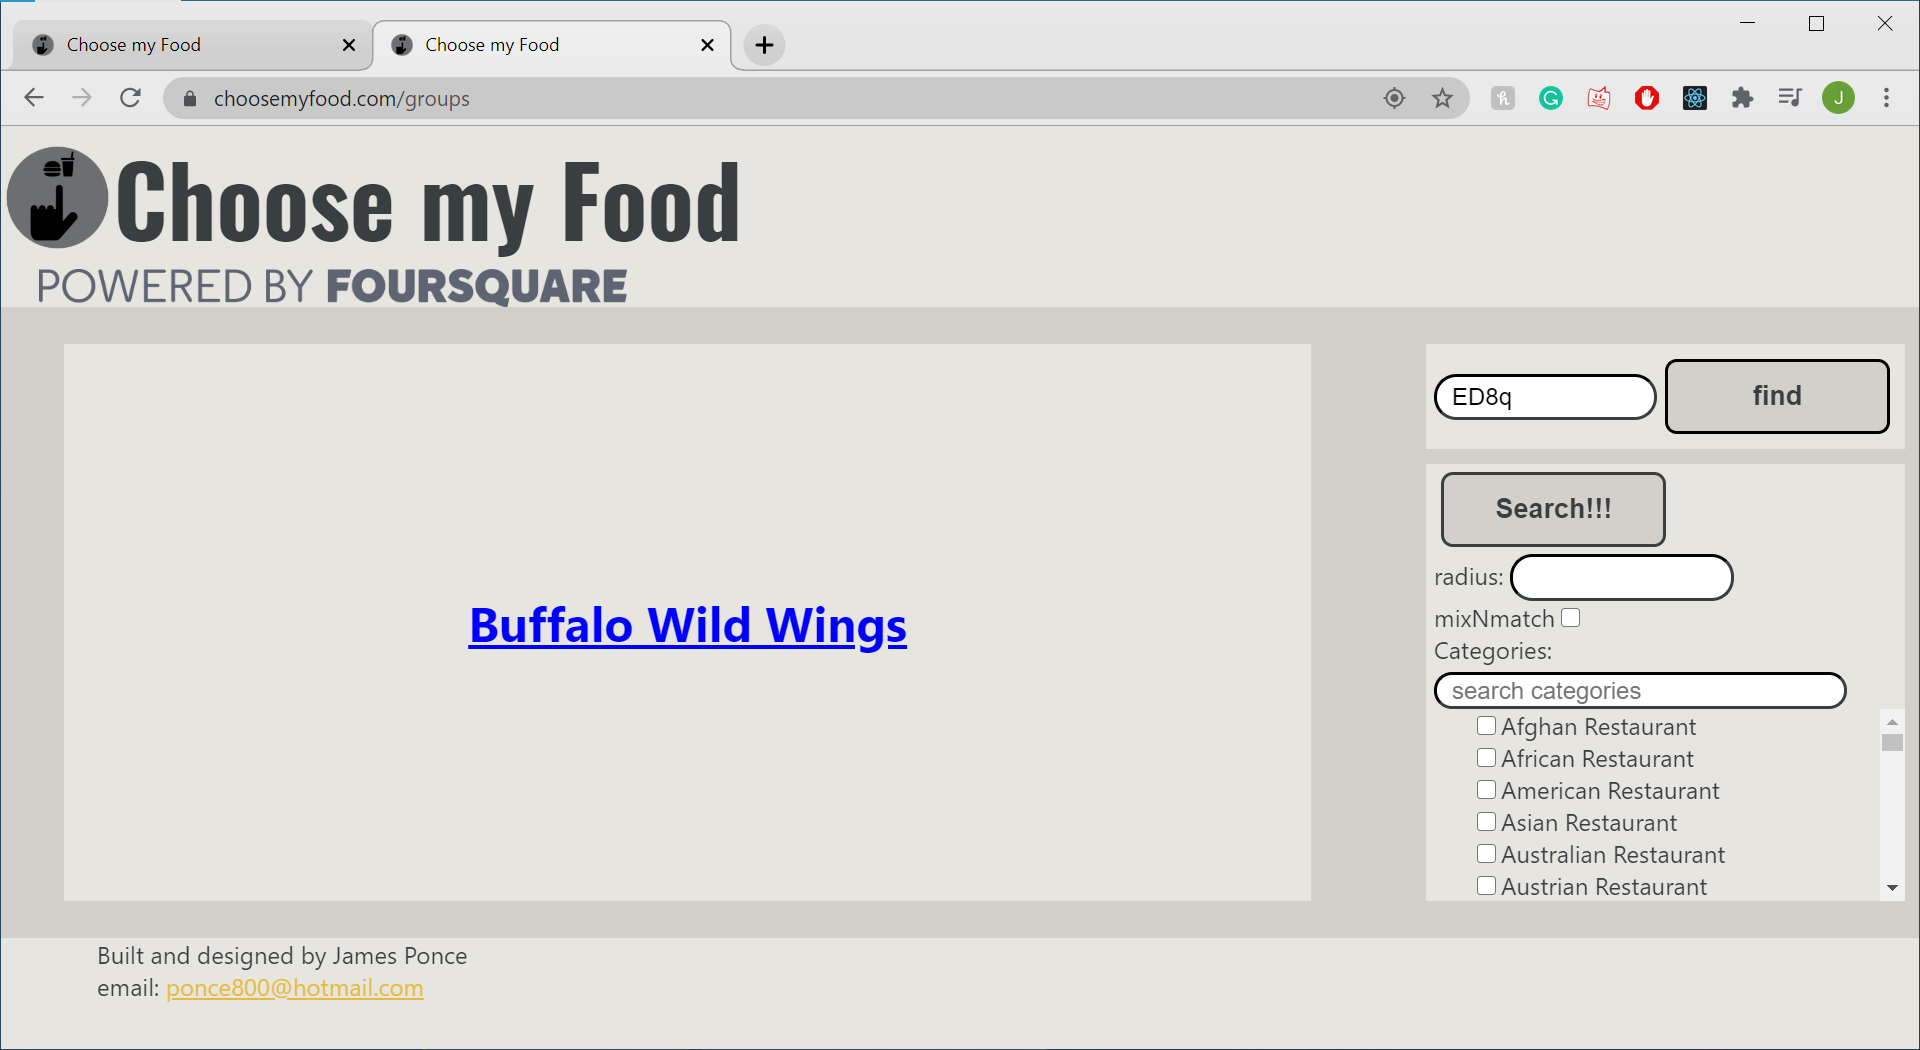 Choose my Food
Choose my Food
choosemyfood.com/groups
J
Choose my Food
POWERED BY FOURSQUARE
ED8q
find
Search!!!
radius:
mixNmatch
Categories:
search categories
Afghan Restaurant
African Restaurant
American Restaurant
Asian Restaurant
Australian Restaurant
Austrian Restaurant
Buffalo Wild Wings
Built and designed by James Ponce
email: ponce800@hotmail.com